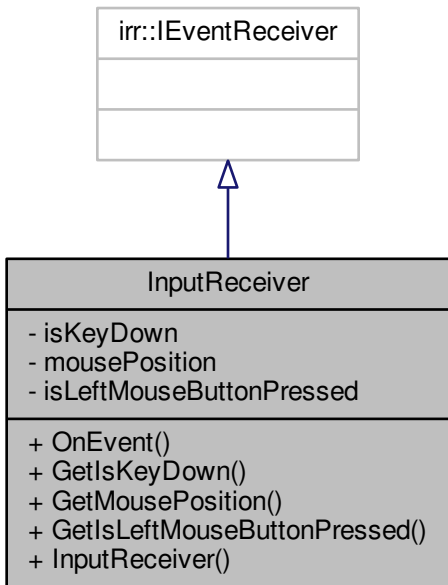 irr::IEventReceiver
InputReceiver
- isKeyDown
- mousePosition
- isLeftMouseButtonPressed
+ OnEvent()
+ GetIsKeyDown()
+ GetMousePosition()
+ GetIsLeftMouseButtonPressed()
+ InputReceiver()